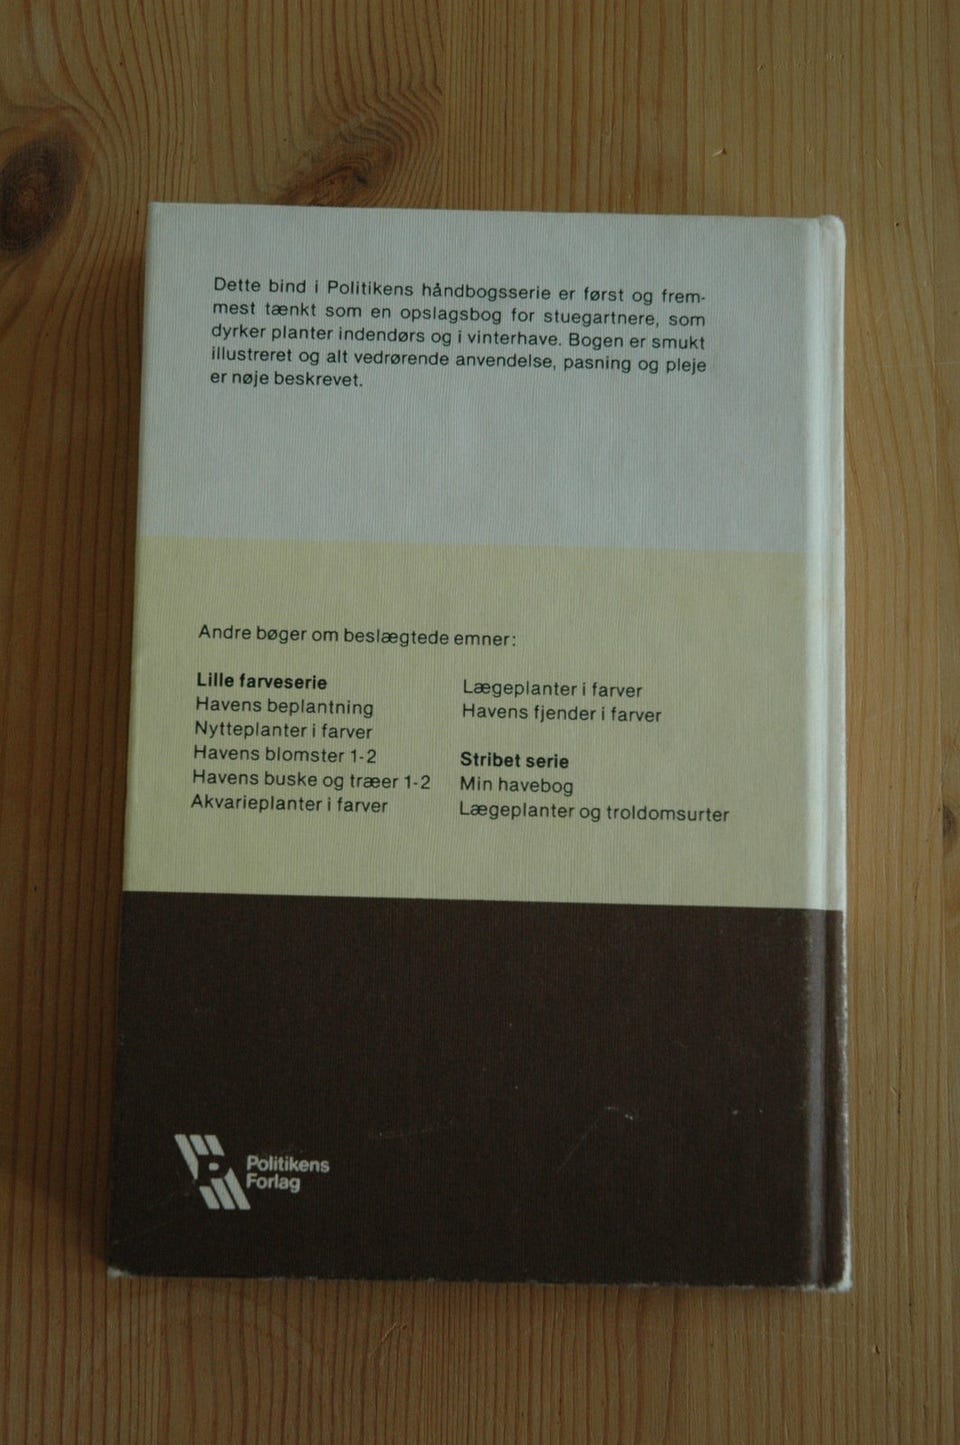 Dette bind i Politikens håndbogsserie er først og frem-
mest tænkt som en opslagsbog for stuegartnere, som
dyrker planter indendørs og i vinterhave. Bogen er smukt
illustreret og alt vedrørende anvendelse, pasning og pleje
er nøje beskrevet.
Andre bøger om beslægtede emner:
Lille farveserie
Havens beplantning
Nytteplanter i farver
Havens blomster 1-2
Havens buske og træer 1-2
Akvarieplanter i farver
Lægeplanter i farver
Havens fjender i farver
Stribet serie
Min havebog
Lægeplanter og troldomsurter
Politikens
Forlag